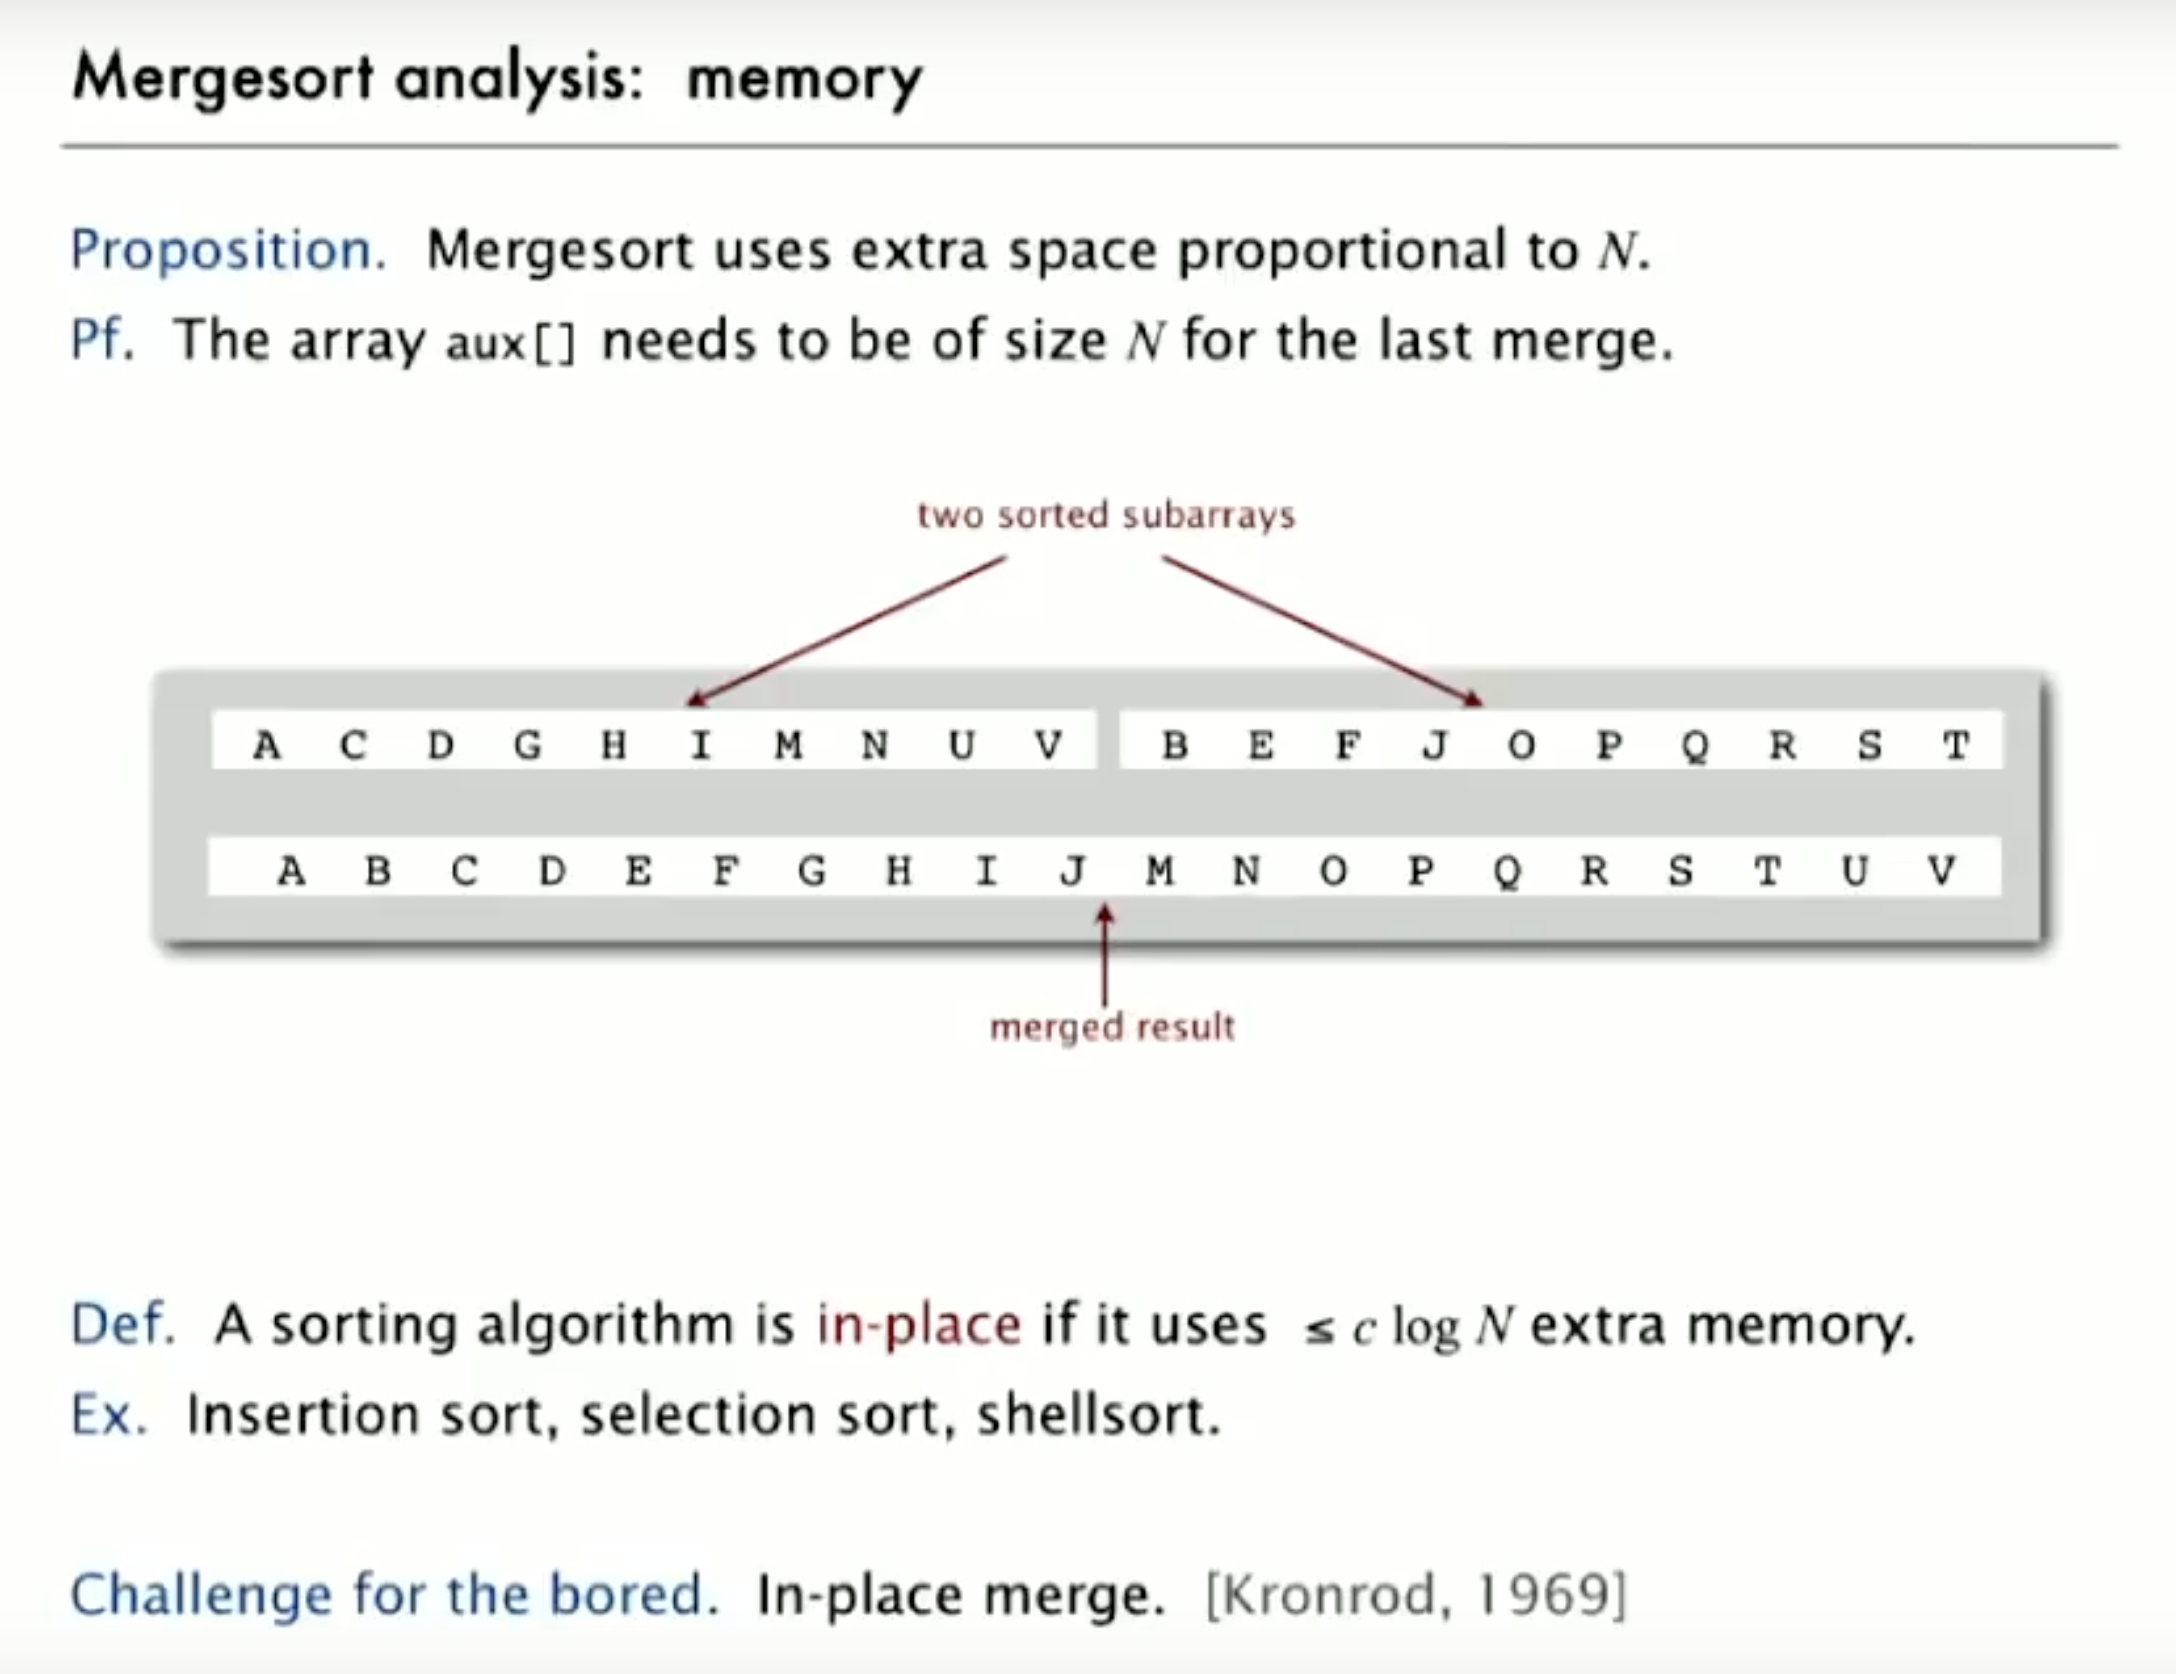 Mergesort analysis: memory
Proposition. Mergesort uses extra space proportional to N.
Pf. The array aux[] needs to be of size N for the last merge.
two sorted subarrays
A C D G H I M N U V B E F J O P Q R S T
A B C D E F G H I J M N O P Q R S T U V
merged result
Def. A sorting algorithm is in-place if it uses ≤ c log N extra memory.
Ex. Insertion sort, selection sort, shellsort.
Challenge for the bored. In-place merge. [Kronrod, 1969]